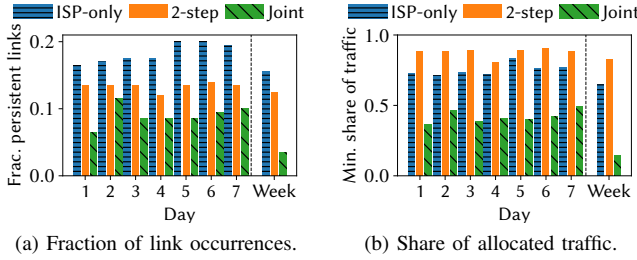 ISP-only 2-step Joint
Frac. persistent links
0.2
0.1
0.0
1 2 3 4 5 6 7 Week
Day
(a) Fraction of link occurrences.
ISP-only 2-step Joint
Min. share of traffic
1.0
0.5
0.0
1 2 3 4 5 6 7 Week
Day
(b) Share of allocated traffic.